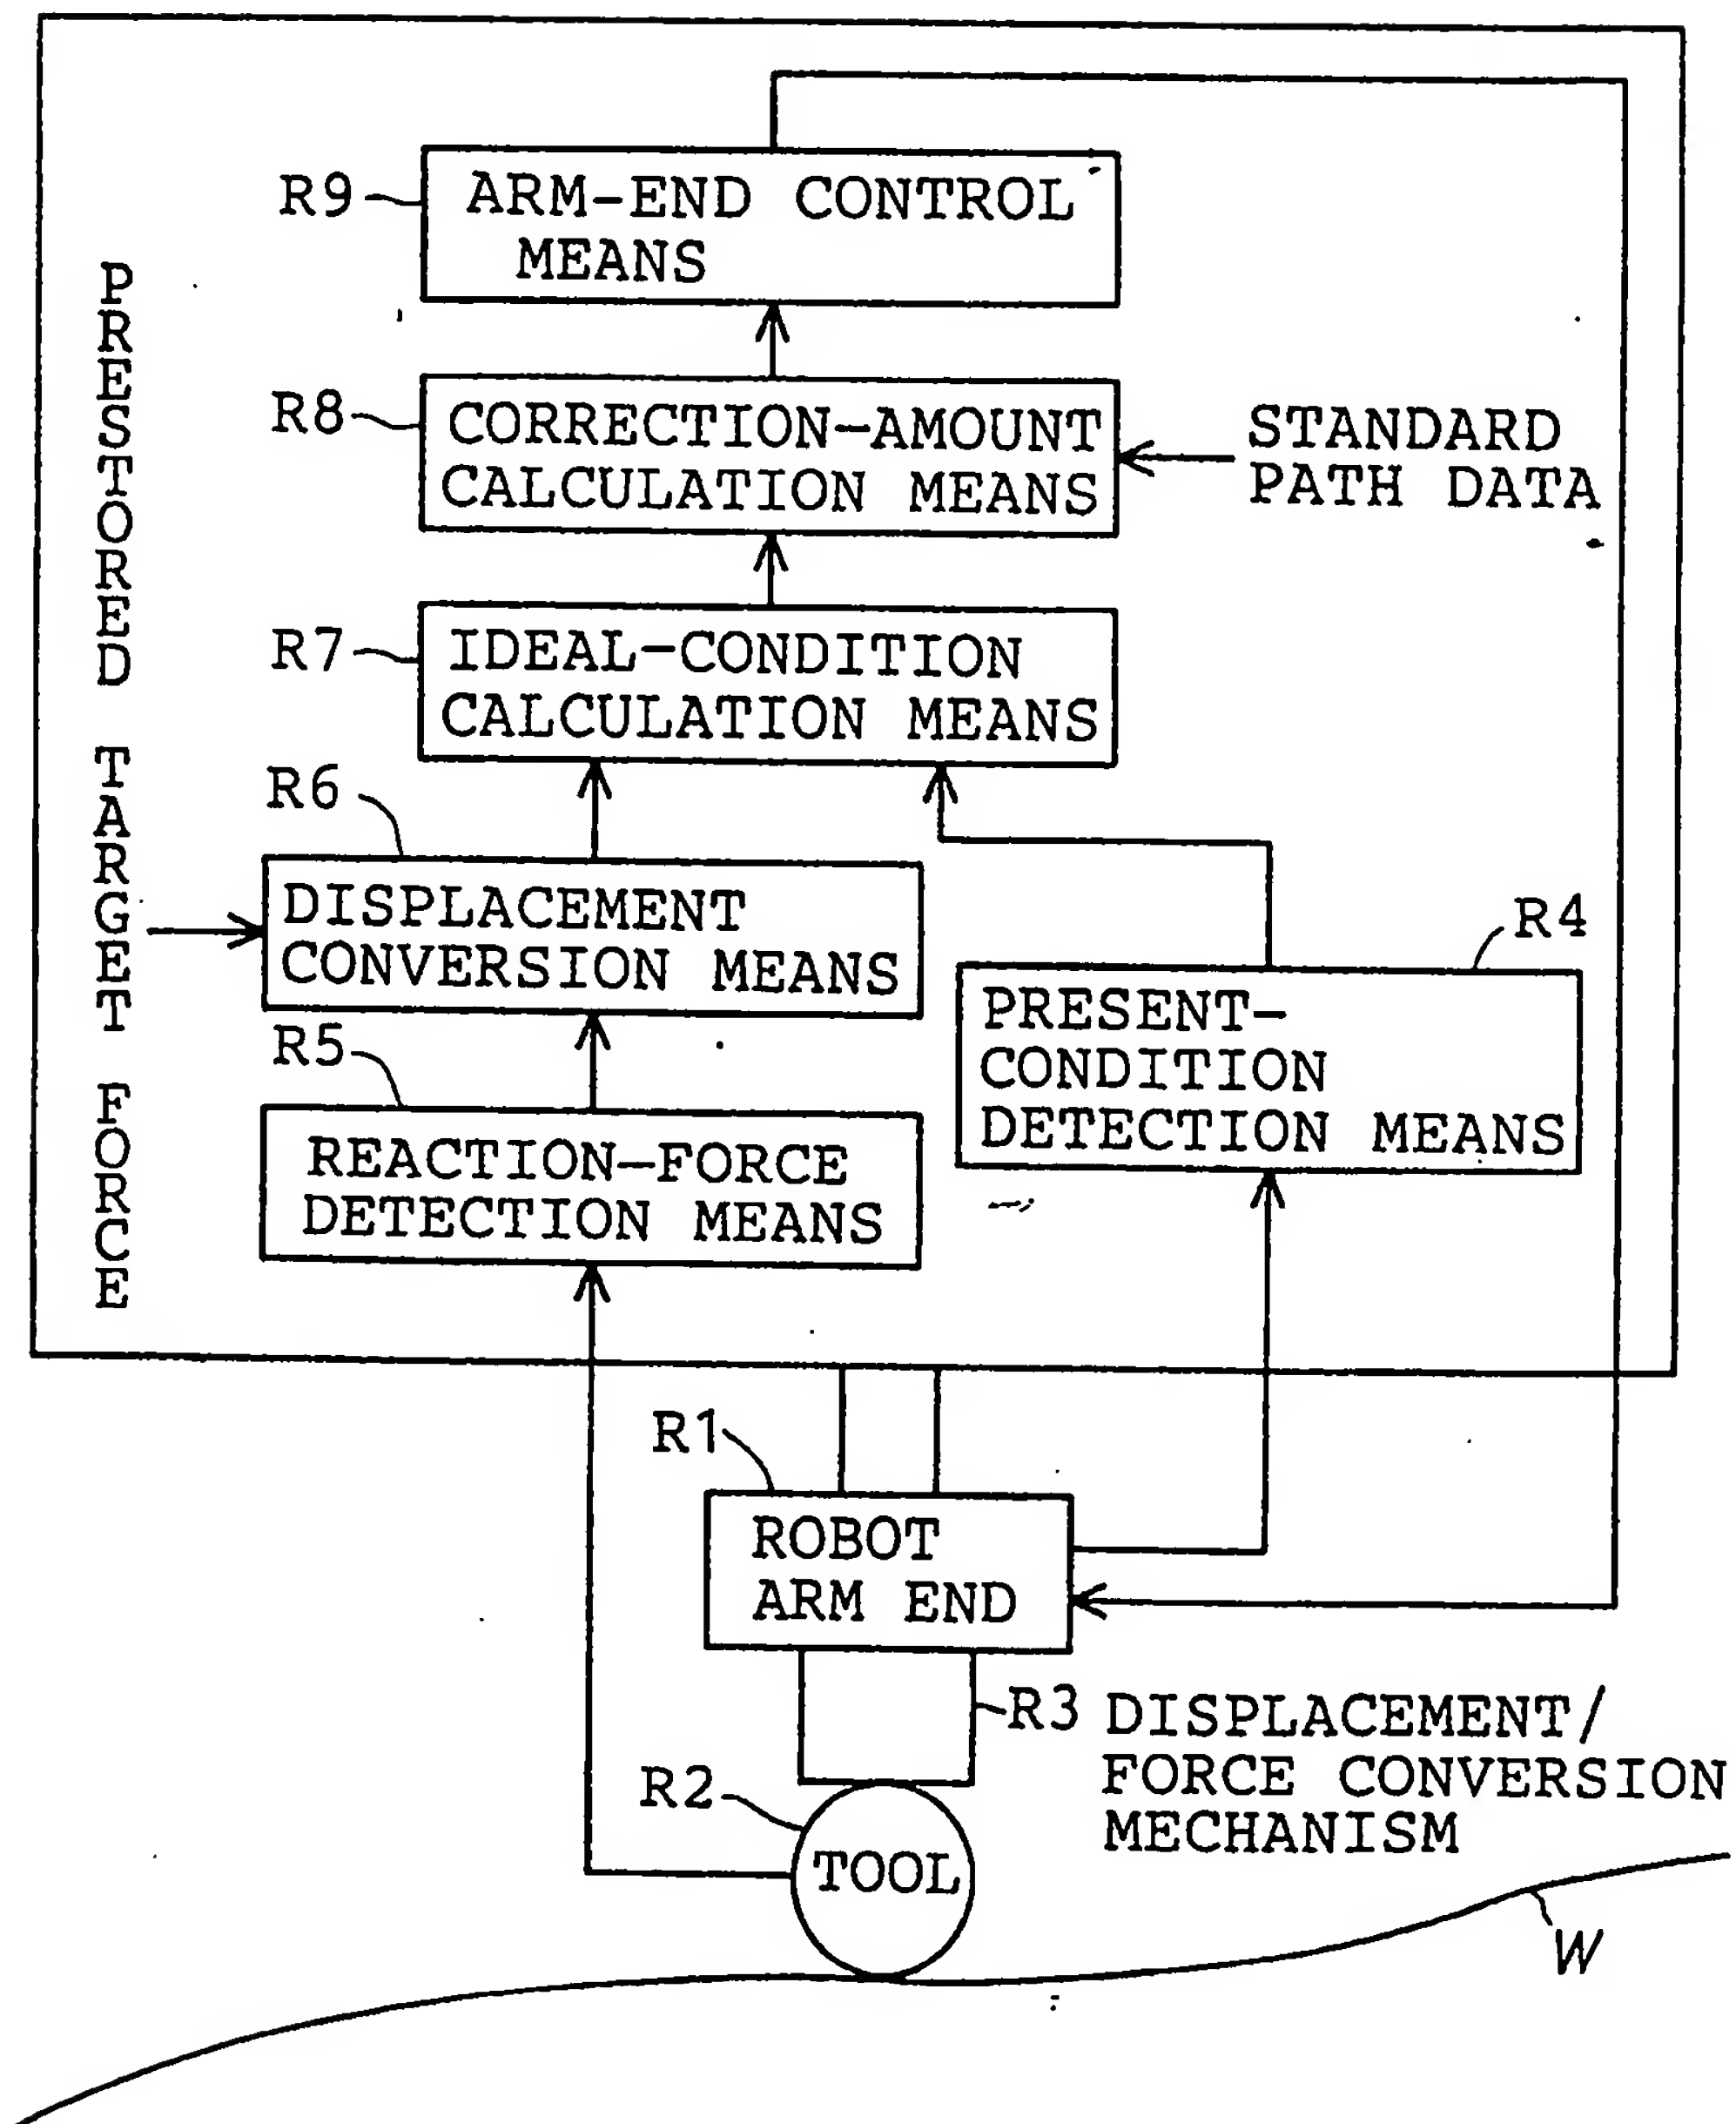 R9
ARM-END CONTROL
MEANS
PRESTORED TARGET FORCE
R8
CORRECTION-AMOUNT
CALCULATION MEANS
STANDARD
PATH DATA
R7
IDEAL-CONDITION
CALCULATION MEANS
R6
DISPLACEMENT
CONVERSION MEANS
R4
PRESENT-
CONDITION
DETECTION MEANS
R5
REACTION-FORCE
DETECTION MEANS
R1
ROBOT
ARM END
R3
DISPLACEMENT/
FORCE CONVERSION
MECHANISM
R2
TOOL
W